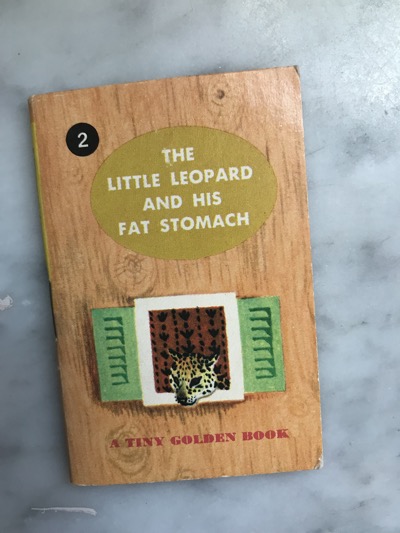 2
THE
LITTLE LEOPARD
AND HIS
FAT STOMACH
A TINY GOLDEN BOOK